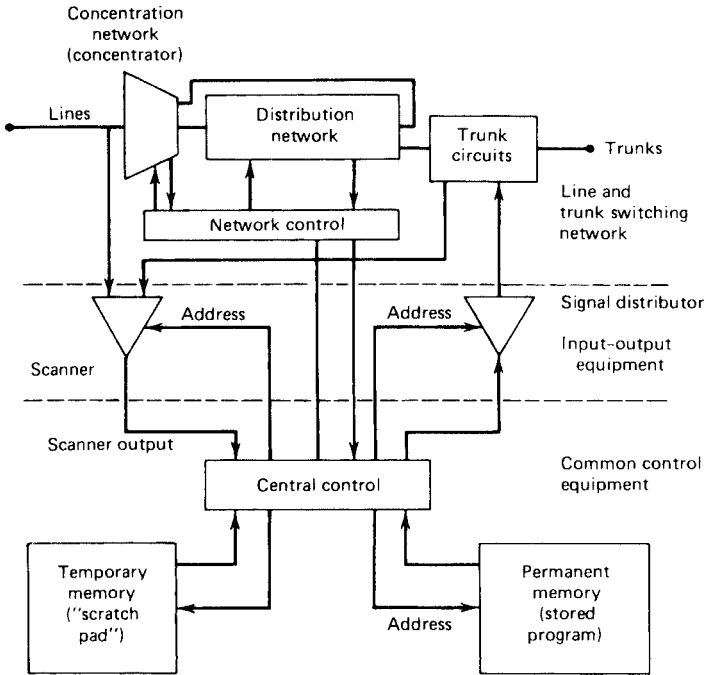 Concentration
network
(concentrator)
Lines
Distribution
network
Trunk
circuits
Trunks
Line and
trunk switching
network
Network control
Address
Address
Signal distributor
Input-output
equipment
Scanner
Scanner output
Central control
Common control
equipment
Temporary
memory
("scratch
pad")
Address
Permanent
memory
(stored
program)